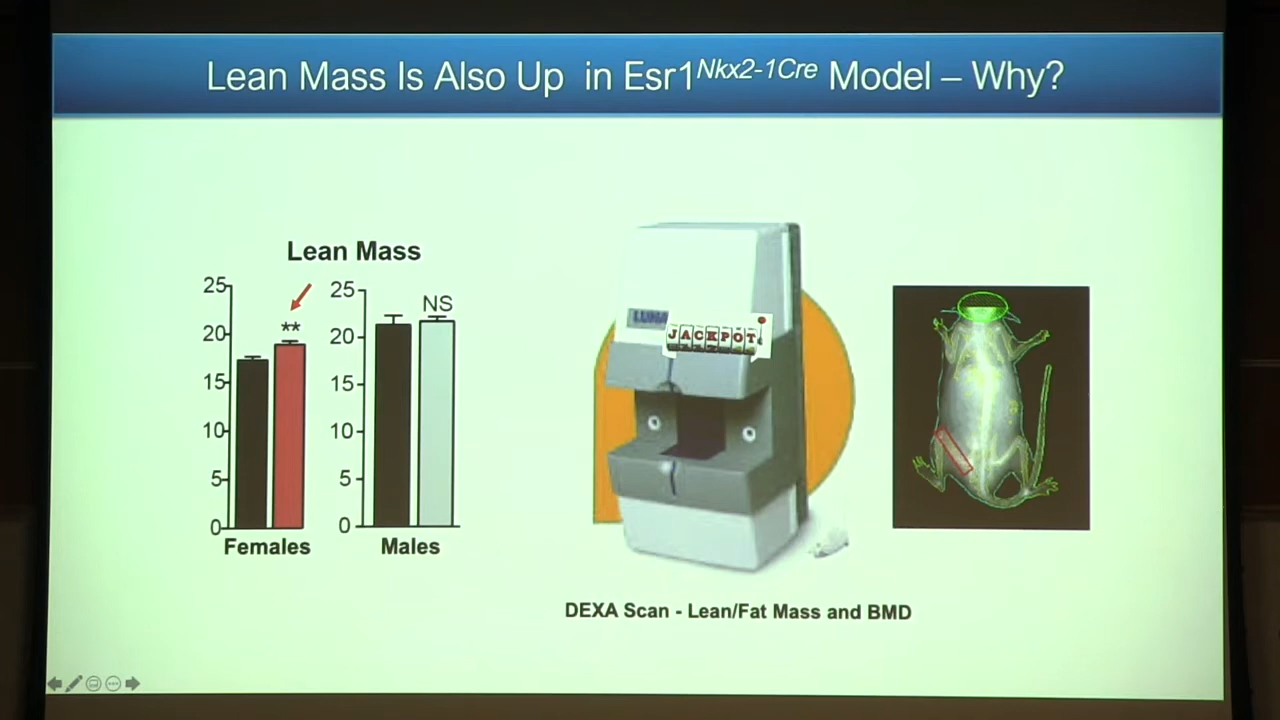 Lean Mass Is Also Up in Esr1Nkx2-1Cre Model – Why?
Lean Mass
25
20
15
10
5
0
**
Females
25
20
15
10
5
0
NS
Males
JACKPOT
DEXA Scan - Lean/Fat Mass and BMD